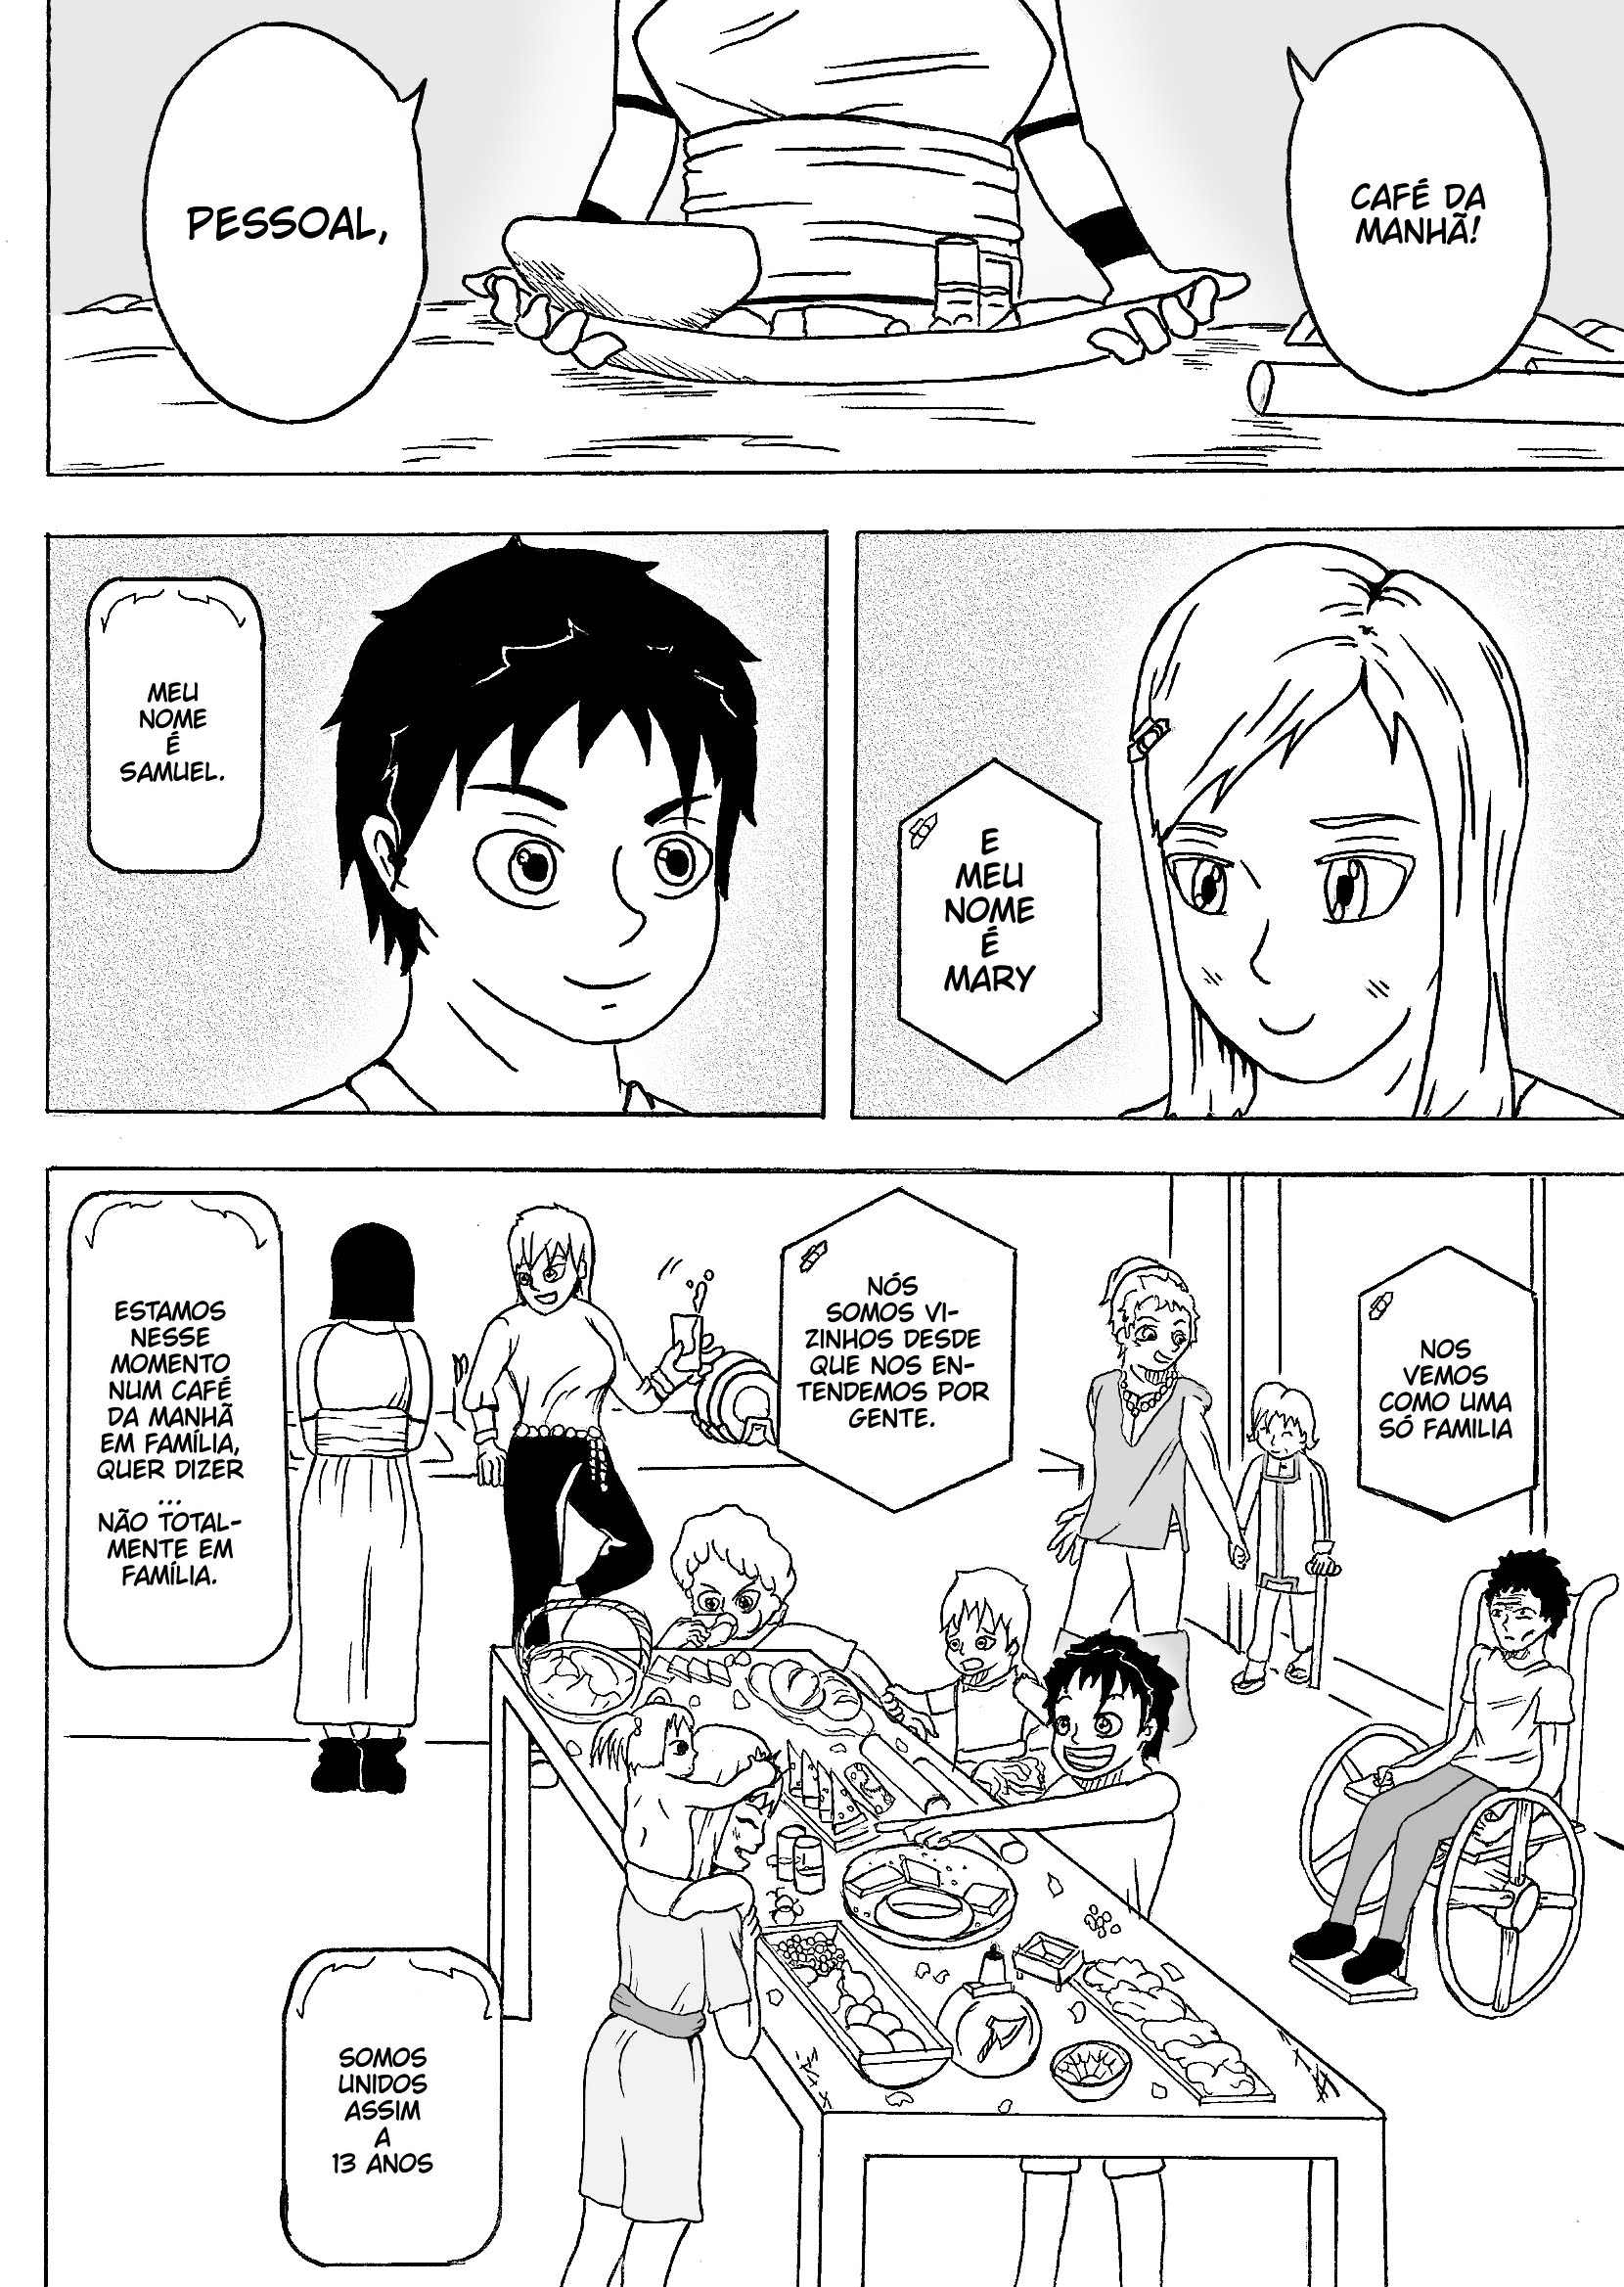 PESSOAL,
CAFÉ DA
MANHÃ!
MEU
NOME
É
SAMUEL.
E
MEU
NOME
É
MARY
ESTAMOS
NESSE
MOMENTO
NUM CAFÉ
DA MANHÃ
EM FAMÍLIA,
QUER DIZER
...
NÃO TOTAL-
MENTE EM
FAMÍLIA.
NÓS
SOMOS VI-
ZINHOS DESDE
QUE NOS EN-
TENDEMOS POR
GENTE.
NOS
VEMOS
COMO UMA
SÓ FAMILIA
SOMOS
UNIDOS
ASSIM
A
13 ANOS